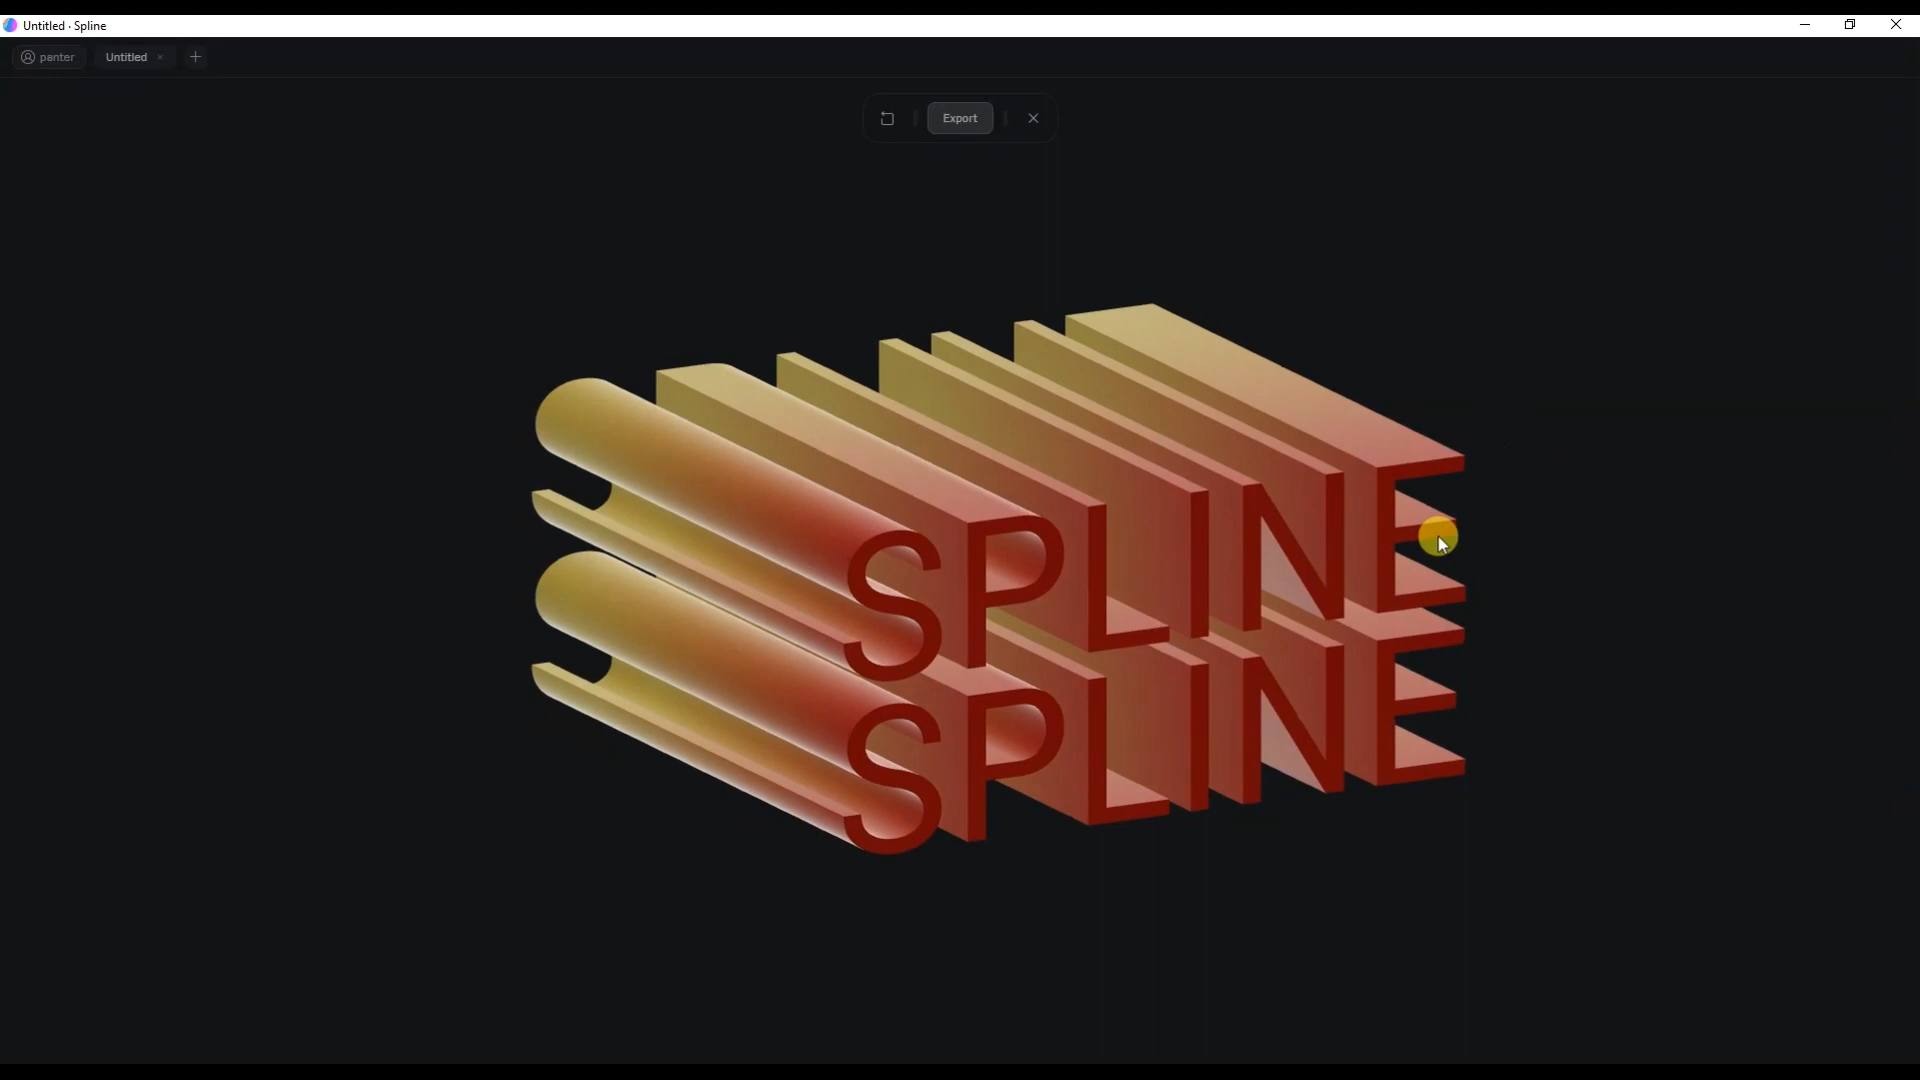 Untitled · Spline
panter
Untitled
Export
SPLINE
SPLINE